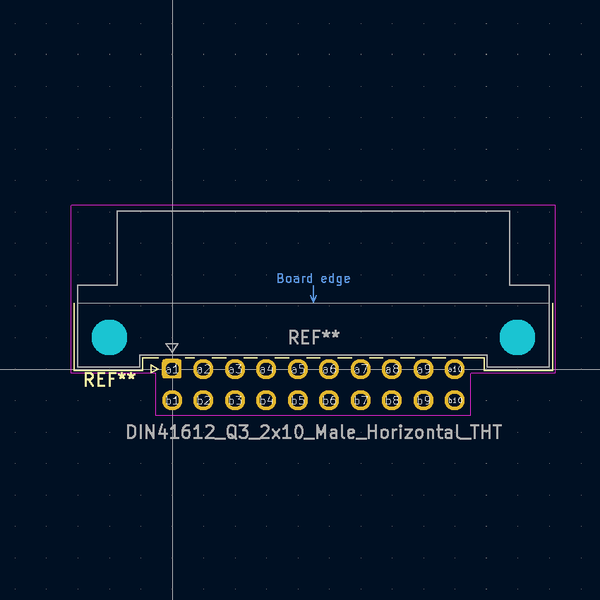 Board edge
REF**
REF**
a1 a2 a3 a4 a5 a6 a7 a8 a9 a10
b1 b2 b3 b4 b5 b6 b7 b8 b9 b10
DIN41612_Q3_2x10_Male_Horizontal_THT